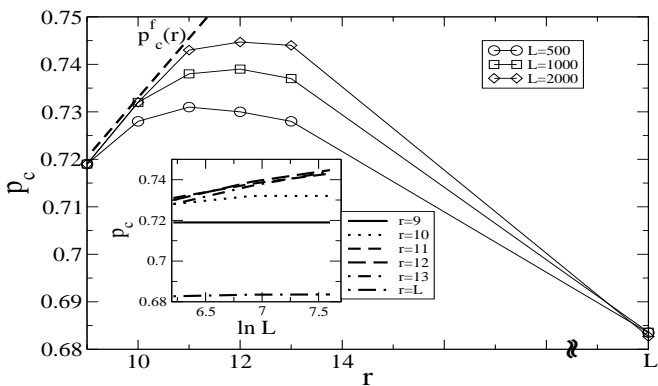 0.75
0.74
0.73
0.72
0.71
0.7
0.69
0.68
p_c
p_c^f(r)
L=500
L=1000
L=2000
0.74
0.72
0.7
0.68
p_c
6.5 7 7.5
ln L
r=9
r=10
r=11
r=12
r=13
r=L
10 12 14 L
r